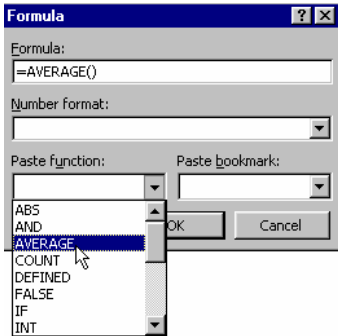 Formula
Formula:
=AVERAGE()
Number format:
Paste function: Paste bookmark:
ABS
AND
AVERAGE
COUNT
DEFINED
FALSE
IF
INT
OK Cancel